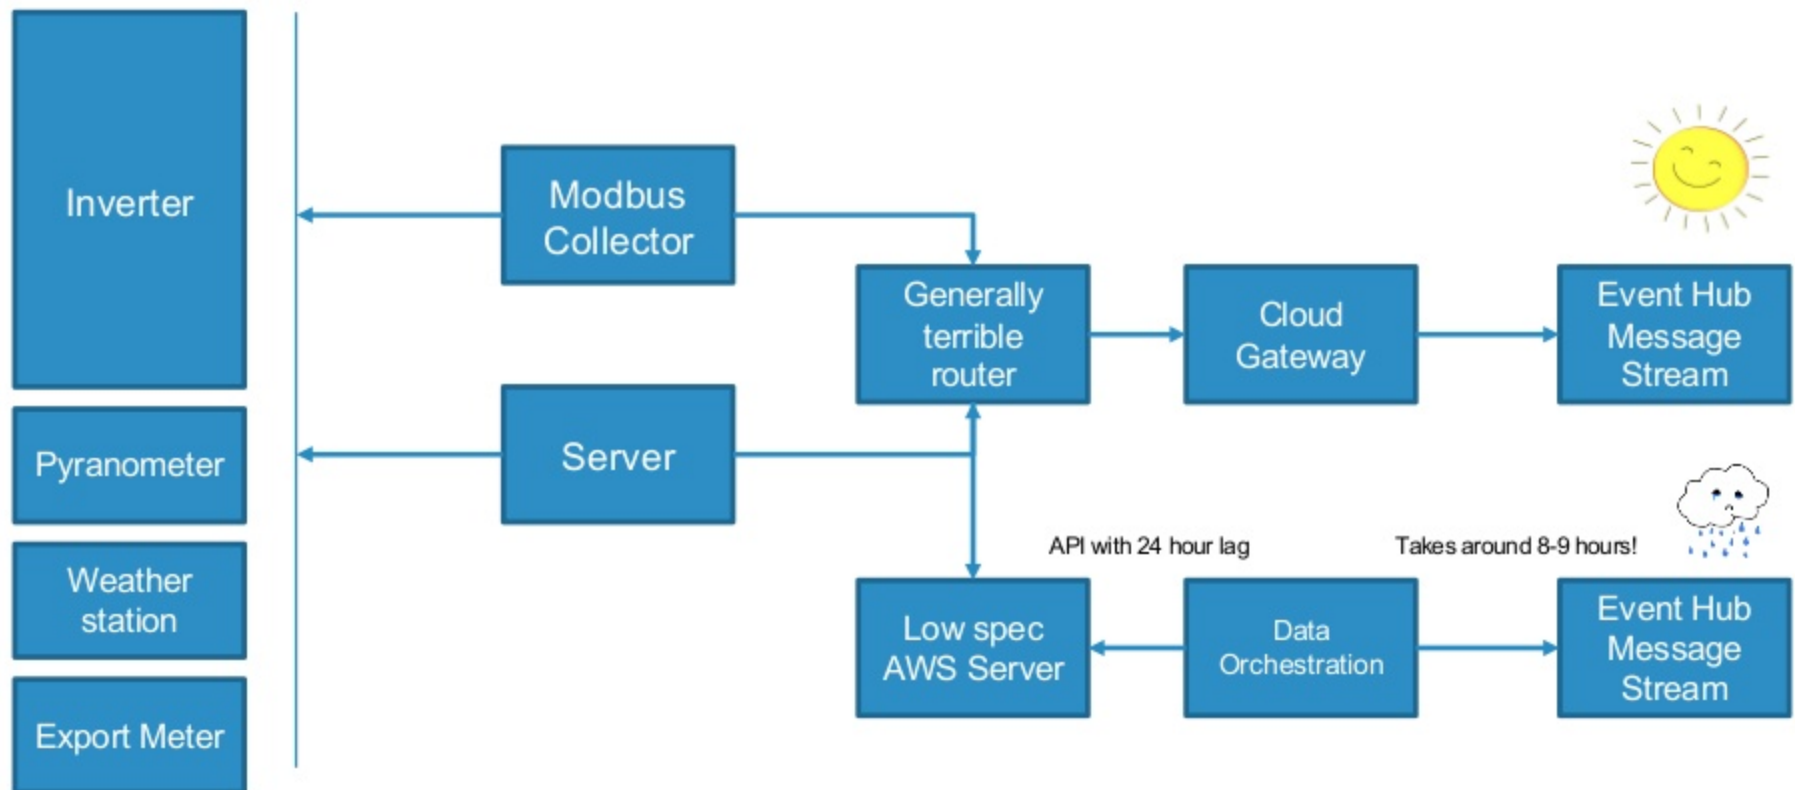 Inverter
Pyranometer
Weather
station
Export Meter
Modbus
Collector
Server
Generally
terrible
router
Cloud
Gateway
Event Hub
Message
Stream
API with 24 hour lag
Takes around 8-9 hours!
Low spec
AWS Server
Data
Orchestration
Event Hub
Message
Stream